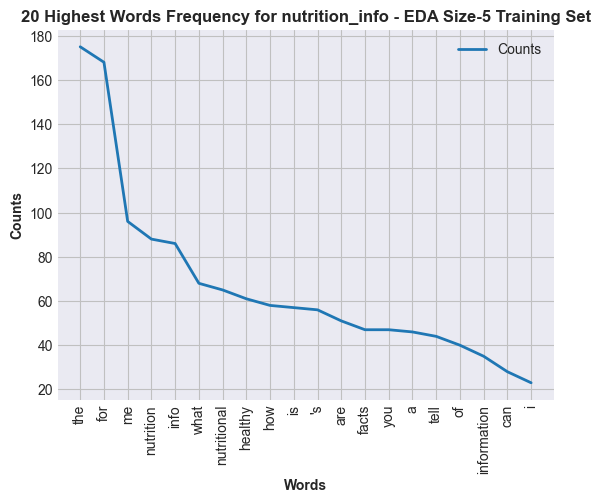 20 Highest Words Frequency for nutrition_info - EDA Size-5 Training Set
Counts
180
160
140
120
100
80
60
40
20
Counts
the
for
me
nutrition
info
what
nutritional
healthy
how
is
's
are
facts
you
a
tell
of
information
can
i
Words